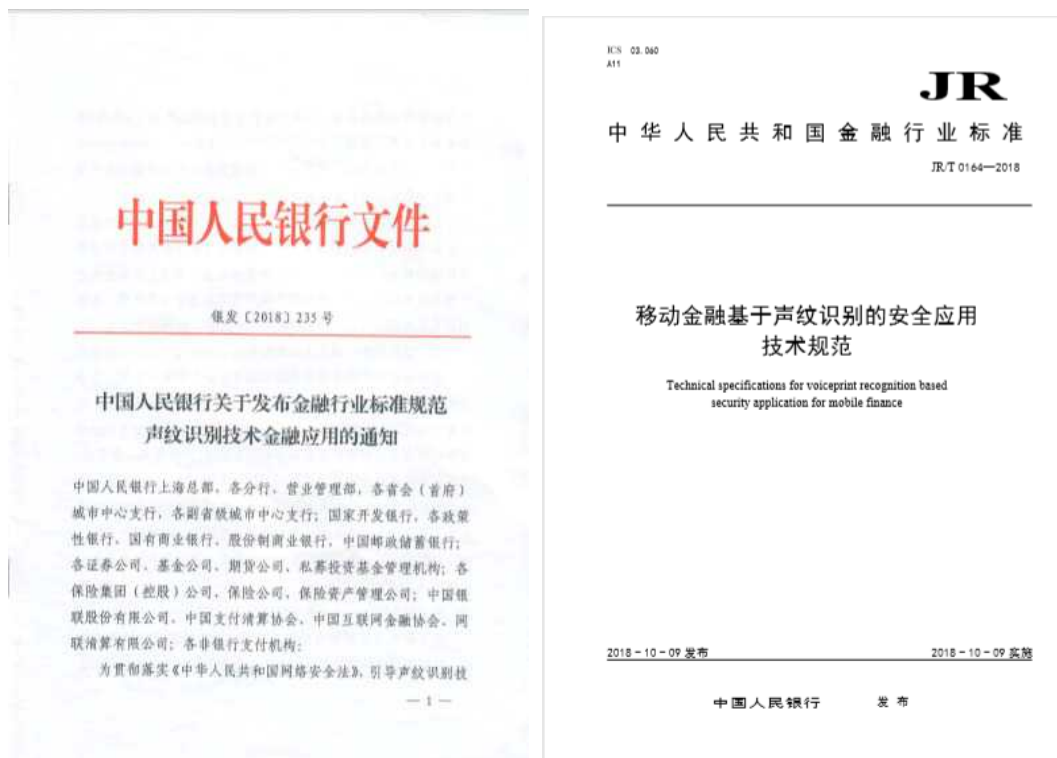 中国人民银行文件
银发〔2018〕235号
中国人民银行关于发布金融行业标准规范
声纹识别技术金融应用的通知
中国人民银行上海总部，各分行、营业管理部，各省会（首府）
城市中心支行，各副省级城市中心支行；国家开发银行，各政策
性银行、国有商业银行、股份制商业银行，中国邮政储蓄银行；
各证券公司、基金公司、期货公司、私募投资基金管理机构；各
保险集团（控股）公司、保险公司、保险资产管理公司；中国银
联股份有限公司、中国支付清算协会、中国互联网金融协会、网
联清算有限公司；各非银行支付机构：
为贯彻落实《中华人民共和国网络安全法》，引导声纹识别技
— 1 —
ICS 03.060
A11
JR
中华人民共和国金融行业标准
JR/T 0164—2018
移动金融基于声纹识别的安全应用
技术规范
Technical specifications for voiceprint recognition based
security application for mobile finance
2018-10-09 发布
2018-10-09 实施
中国人民银行 发布